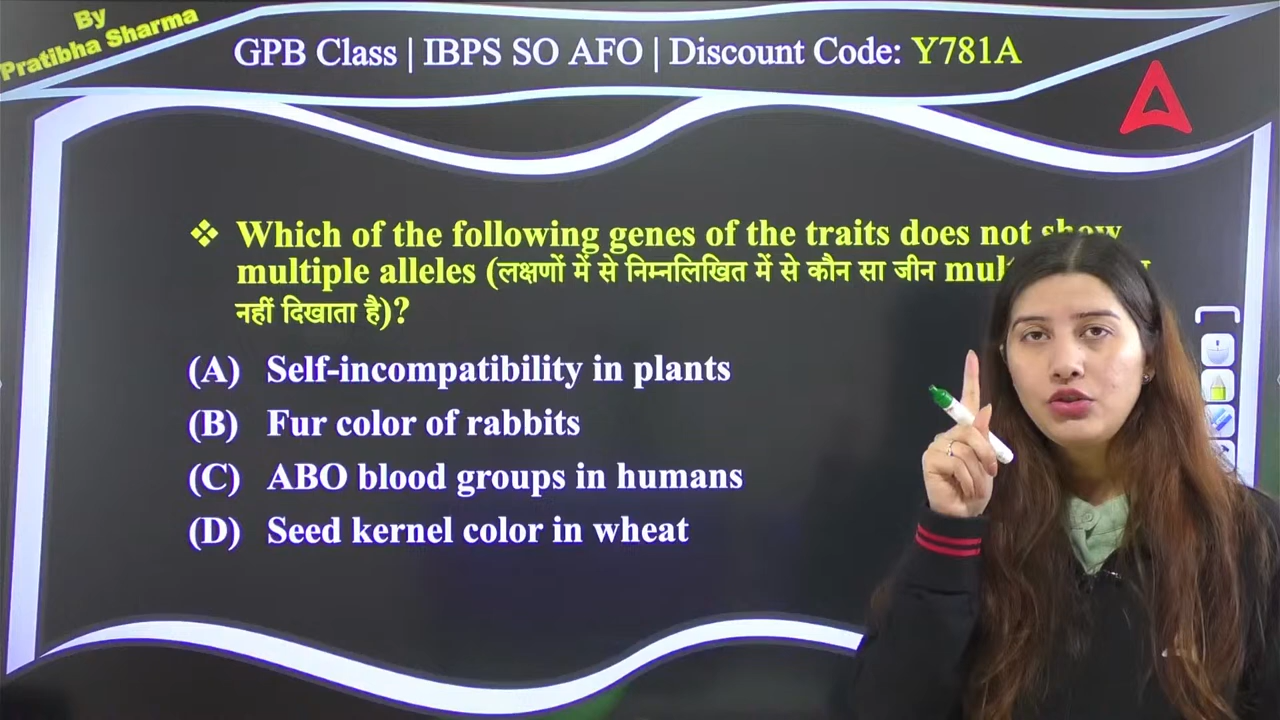 By
Pratibha Sharma
GPB Class | IBPS SO AFO | Discount Code: Y781A
❖ Which of the following genes of the traits does not show
multiple alleles (लक्षणों में से निम्नलिखित में से कौन सा जीन
नहीं दिखाता है)?
(A) Self-incompatibility in plants
(B) Fur color of rabbits
(C) ABO blood groups in humans
(D) Seed kernel color in wheat